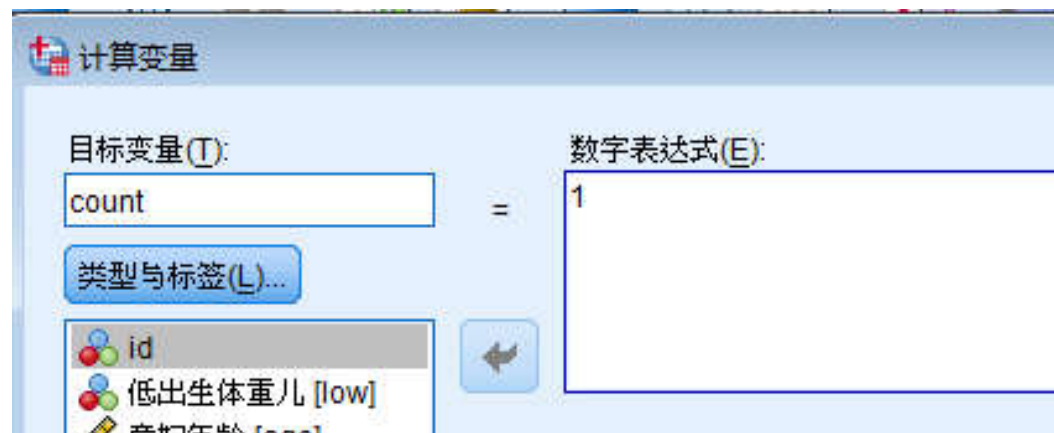 计算变量
目标变量(T):
数字表达式(E):
count
=
1
类型与标签(L)...
id
低出生体重儿 [low]